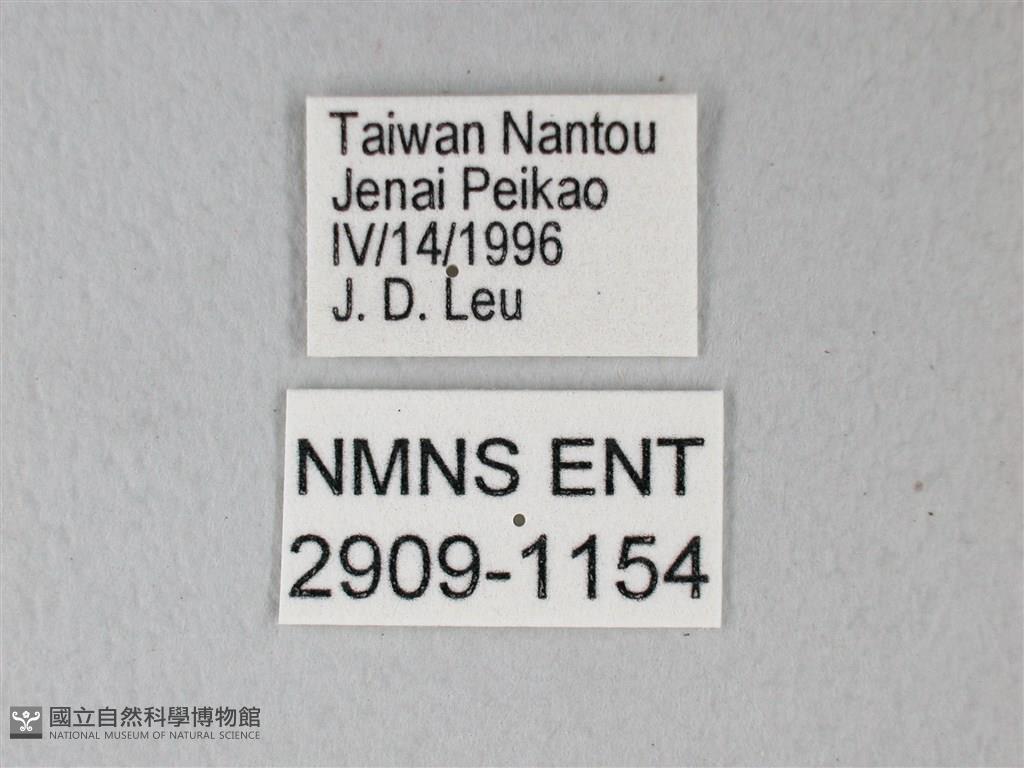 Taiwan Nantou
Jenai Peikao
IV/14/1996
J. D. Leu
NMNS ENT
2909-1154
國立自然科學博物館
NATIONAL MUSEUM OF NATURAL SCIENCE